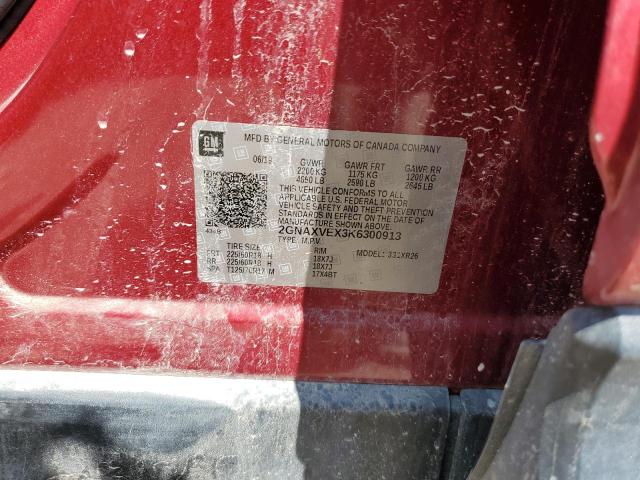 GM
MFD BY GENERAL MOTORS OF CANADA COMPANY
06/19 GVWR GAWR FRT GAWR RR
2200 KG 1175 KG 1200 KG
4850 LB 2590 LB 2645 LB
THIS VEHICLE CONFORMS TO ALL
APPLICABLE U.S. FEDERAL MOTOR
VEHICLE SAFETY AND THEFT
PREVENTION STANDARDS IN EFFECT ON THE DATE OF
MANUFACTURE SHOWN ABOVE.
2GNAXVEX3K6300913
TYPE: M.P.V. MODEL: 331XR26
TIRE SIZE RIM
FRT 225/60R18 H 18X7J
RR 225/60R18 H 18X7J
SPA T125/70R17 M 17X4BT